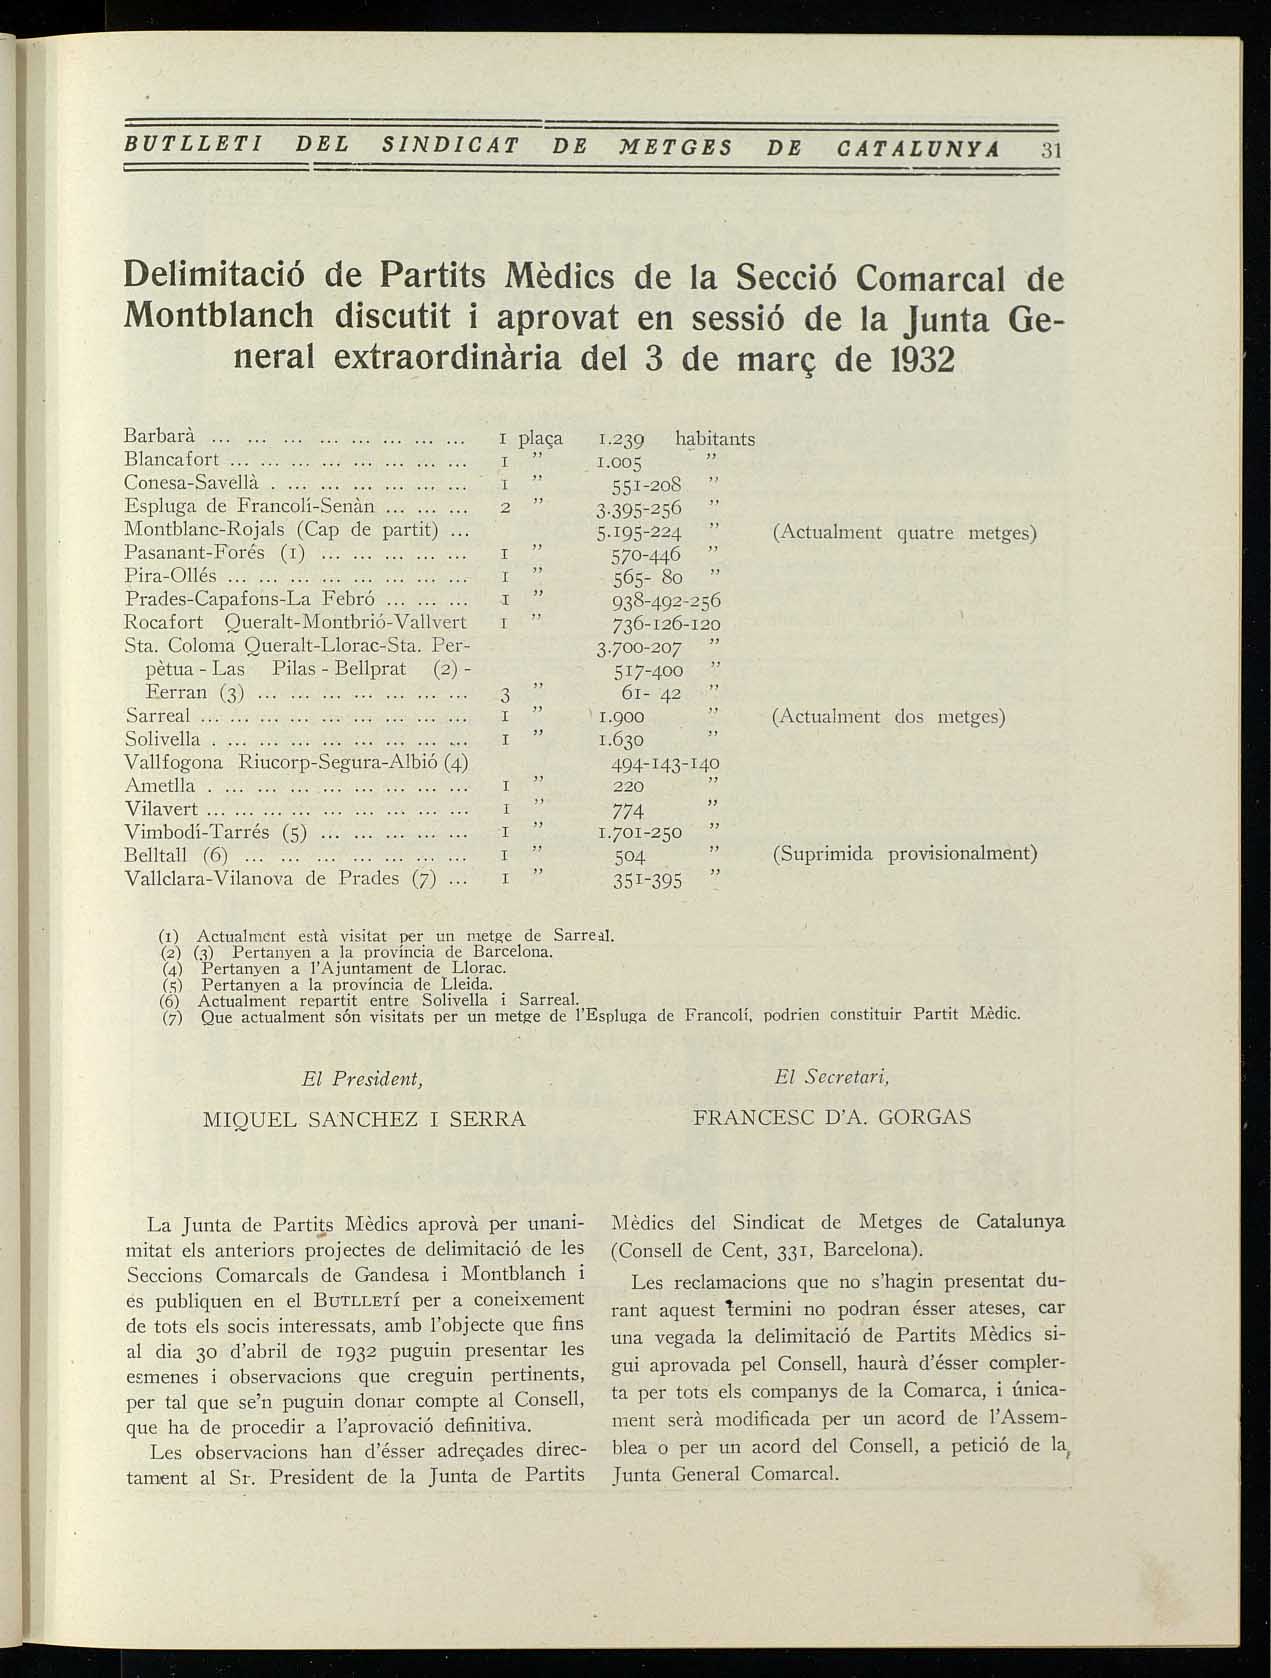 BUTLLETI DEL SINDICAT DE METGES DE CATALUNYA 31
Delimitació de Partits Mèdics de la Secció Comarcal de
Montblanch discutit i aprovat en sessió de la Junta Ge-
neral extraordinària del 3 de març de 1932
Barbarà ... ... ... ... ... ... ... ... 1 plaça 1.239 habitants
Blancafort ... ... ... ... ... ... ... ... 1 " 1.005 "
Conesa-Savellà . ... ... ... ... ... ... 1 " 551-208 "
Espluga de Francolí-Senàn ... ... ... 2 " 3.395-256 "
Montblanc-Rojals (Cap de partit) ... 5.195-224 " (Actualment quatre metges)
Pasanant-Forés (1) ... ... ... ... ... 1 " 570-446 "
Pira-Ollés ... ... ... ... ... ... ... ... 1 " 565- 80 "
Prades-Capafons-La Febró ... ... ... 1 " 938-492-256
Rocafort Queralt-Montbrió-Vallvert 1 " 736-126-120
Sta. Coloma Queralt-Llorac-Sta. Per- 3.700-207 "
pètua - Las Pilas - Bellprat (2) - 517-400 "
Ferran (3) ... ... ... ... ... ... ... 3 " 61- 42 "
Sarreal ... ... ... ... ... ... ... ... ... 1 " 1.900 " (Actualment dos metges)
Solivella . ... ... ... ... ... ... ... ... 1 " 1.630 "
Vallfogona Riucorp-Segura-Albió (4) 494-143-140
Ametlla . ... ... ... ... ... ... ... ... 1 " 220 "
Vilavert ... ... ... ... ... ... ... ... ... 1 " 774 "
Vimbodí-Tarrés (5) ... ... ... ... ... 1 " 1.701-250 "
Belltall (6) ... ... ... ... ... ... ... 1 " 504 " (Suprimida provisionalment)
Vallclara-Vilanova de Prades (7) ... 1 " 351-395 "
(1) Actualment està visitat per un metge de Sarreal.
(2) (3) Pertanyen a la província de Barcelona.
(4) Pertanyen a l'Ajuntament de Llorac.
(5) Pertanyen a la província de Lleida.
(6) Actualment repartit entre Solivella i Sarreal.
(7) Que actualment són visitats per un metge de l'Espluga de Francolí, podrien constituir Partit Mèdic.
El President,
MIQUEL SANCHEZ I SERRA
El Secretari,
FRANCESC D'A. GORGAS
La Junta de Partits Mèdics aprovà per unani-
mitat els anteriors projectes de delimitació de les
Seccions Comarcals de Gandesa i Montblanch i
es publiquen en el BUTLLETÍ per a coneixement
de tots els socis interessats, amb l'objecte que fins
al dia 30 d'abril de 1932 puguin presentar les
esmenes i observacions que creguin pertinents,
per tal que se'n puguin donar compte al Consell,
que ha de procedir a l'aprovació definitiva.
Les observacions han d'ésser adreçades direc-
tament al Sr. President de la Junta de Partits
Mèdics del Sindicat de Metges de Catalunya
(Consell de Cent, 331, Barcelona).
Les reclamacions que no s'hagin presentat du-
rant aquest termini no podran ésser ateses, car
una vegada la delimitació de Partits Mèdics si-
gui aprovada pel Consell, haurà d'ésser compler-
ta per tots els companys de la Comarca, i única-
ment serà modificada per un acord de l'Assem-
blea o per un acord del Consell, a petició de la
Junta General Comarcal.